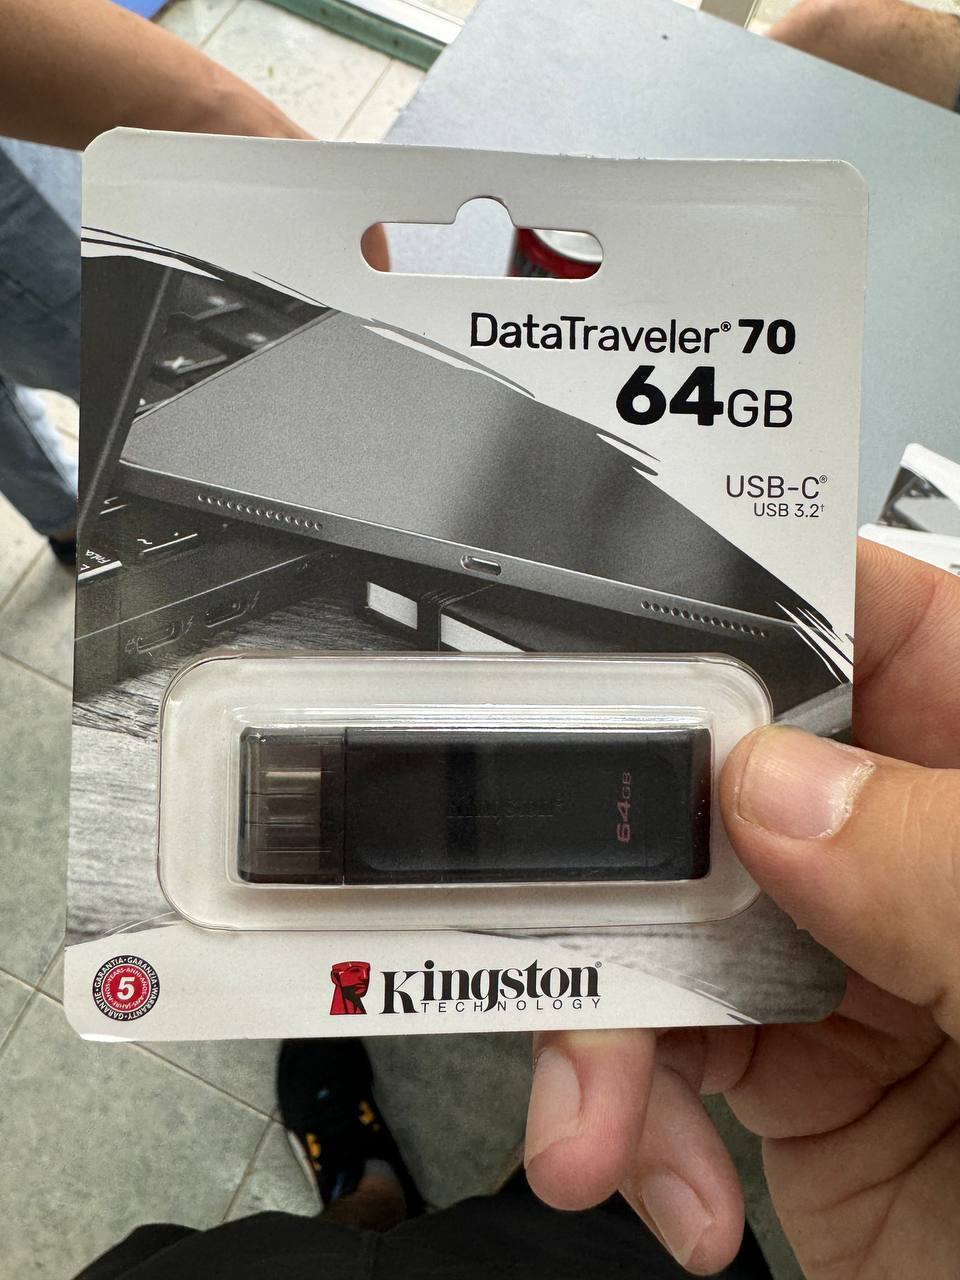 DataTraveler® 70
64GB
USB-C®
USB 3.2†
64GB
Kingston®
TECHNOLOGY
5